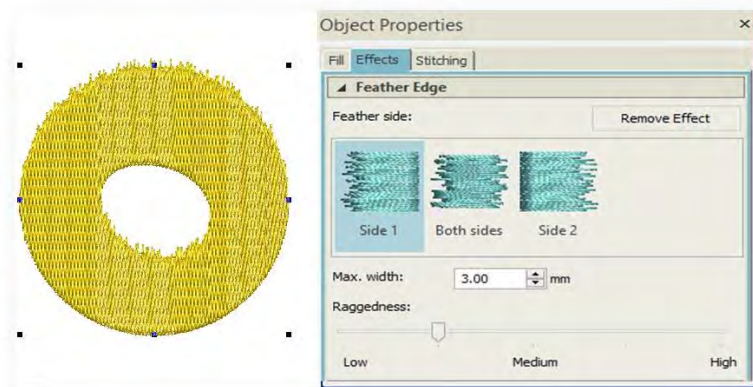 Object Properties
Fill Effects Stitching
Feather Edge
Feather side:
Remove Effect
Side 1 Both sides Side 2
Max. width: 3.00 mm
Raggedness:
Low Medium High